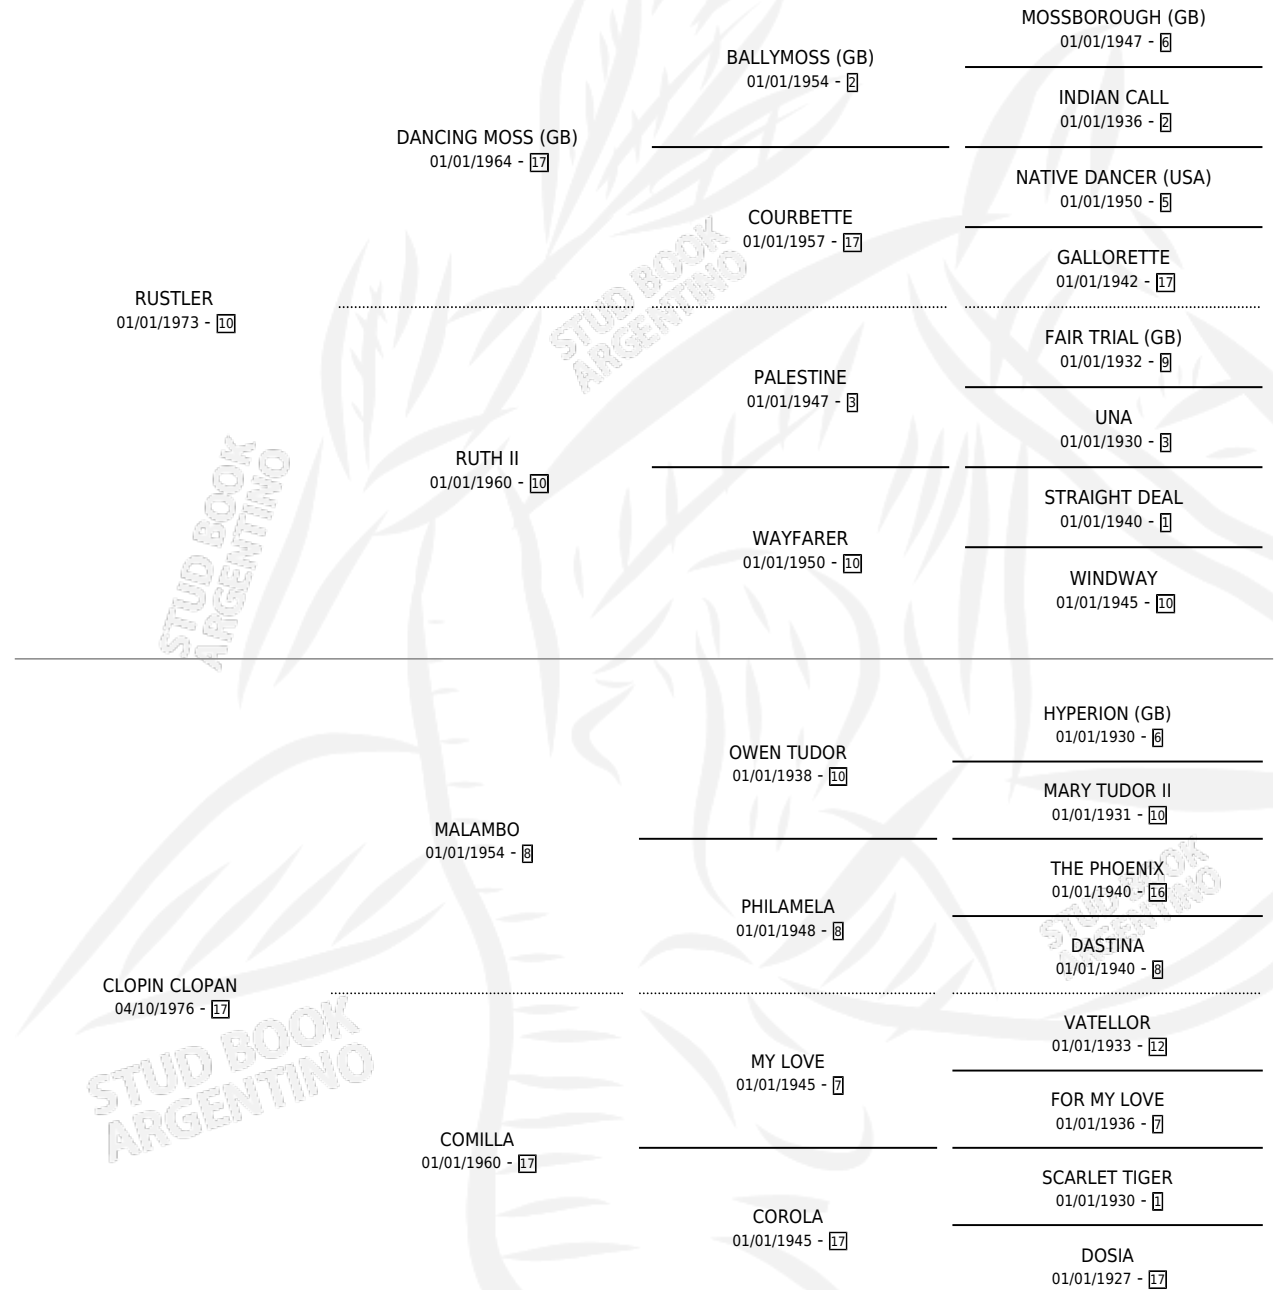 MOSSBOROUGH (GB)
01/01/1947 - 6
BALLYMOSS (GB)
01/01/1954 - 2
INDIAN CALL
01/01/1936 - 2
DANCING MOSS (GB)
01/01/1964 - 17
NATIVE DANCER (USA)
01/01/1950 - 5
COURBETTE
01/01/1957 - 17
GALLORETTE
01/01/1942 - 17
RUSTLER
01/01/1973 - 10
STUD BOOK
ARGENTINO
FAIR TRIAL (GB)
01/01/1932 - 9
PALESTINE
01/01/1947 - 3
UNA
01/01/1930 - 3
RUTH II
01/01/1960 - 10
STRAIGHT DEAL
01/01/1940 - 1
WAYFARER
01/01/1950 - 10
WINDWAY
01/01/1945 - 10
STUD BOOK
ARGENTINO
HYPERION (GB)
01/01/1930 - 6
OWEN TUDOR
01/01/1938 - 10
MARY TUDOR II
01/01/1931 - 10
MALAMBO
01/01/1954 - 8
THE PHOENIX
01/01/1940 - 16
PHILAMELA
01/01/1948 - 8
DASTINA
01/01/1940 - 8
STUD BOOK
ARGENTINO
CLOPIN CLOPAN
04/10/1976 - 17
VATELLOR
01/01/1933 - 12
MY LOVE
01/01/1945 - 7
FOR MY LOVE
01/01/1936 - 7
STUD BOOK
ARGENTINO
COMILLA
01/01/1960 - 17
SCARLET TIGER
01/01/1930 - 1
COROLA
01/01/1945 - 17
DOSIA
01/01/1927 - 17